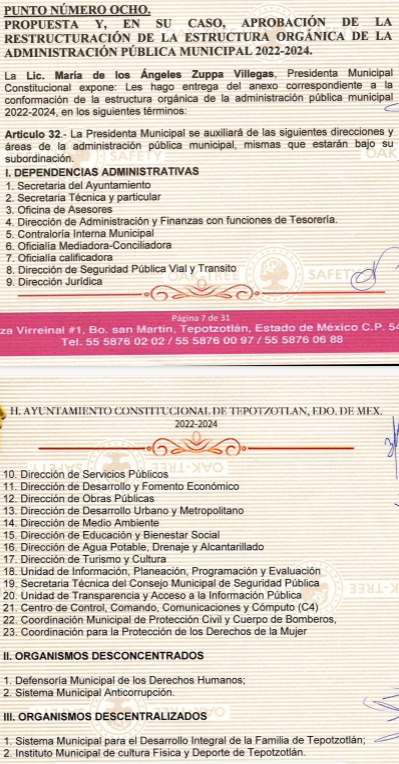 PUNTO NÚMERO OCHO.
PROPUESTA Y, EN SU CASO, APROBACIÓN DE LA
RESTRUCTURACIÓN DE LA ESTRUCTURA ORGÁNICA DE LA
ADMINISTRACIÓN PÚBLICA MUNICIPAL 2022-2024.
La Lic. María de los Ángeles Zuppa Villegas, Presidenta Municipal
Constitucional expone: Les hago entrega del anexo correspondiente a la
conformación de la estructura orgánica de la administración pública municipal
2022-2024, en los siguientes términos:
Artículo 32.- La Presidenta Municipal se auxiliará de las siguientes direcciones y
áreas de la administración pública municipal, mismas que estarán bajo su
subordinación.
I. DEPENDENCIAS ADMINISTRATIVAS
1. Secretaria del Ayuntamiento
2. Secretaria Técnica y particular
3. Oficina de Asesores
4. Dirección de Administración y Finanzas con funciones de Tesorería.
5. Contraloría Interna Municipal
6. Oficialía Mediadora-Conciliadora
7. Oficialía calificadora
8. Dirección de Seguridad Pública Vial y Transito
9. Dirección Jurídica
Página 7 de 31
za Virreinal #1, Bo. san Martín, Tepotzotlán, Estado de México C.P. 54
Tel. 55 5876 02 02 / 55 5876 00 97 / 55 5876 06 88
H. AYUNTAMIENTO CONSTITUCIONAL DE TEPOTZOTLAN, EDO. DE MEX.
2022-2024
10. Dirección de Servicios Públicos
11. Dirección de Desarrollo y Fomento Económico
12. Dirección de Obras Públicas
13. Dirección de Desarrollo Urbano y Metropolitano
14. Dirección de Medio Ambiente
15. Dirección de Educación y Bienestar Social
16. Dirección de Agua Potable, Drenaje y Alcantarillado
17. Dirección de Turismo y Cultura
18. Unidad de Información, Planeación, Programación y Evaluación
19. Secretaria Técnica del Consejo Municipal de Seguridad Pública
20. Unidad de Transparencia y Acceso a la Información Pública
21. Centro de Control, Comando, Comunicaciones y Cómputo (C4)
22. Coordinación Municipal de Protección Civil y Cuerpo de Bomberos,
23. Coordinación para la Protección de los Derechos de la Mujer
II. ORGANISMOS DESCONCENTRADOS
1. Defensoría Municipal de los Derechos Humanos;
2. Sistema Municipal Anticorrupción.
III. ORGANISMOS DESCENTRALIZADOS
1. Sistema Municipal para el Desarrollo Integral de la Familia de Tepotzotlán;
2. Instituto Municipal de cultura Física y Deporte de Tepotzotlán.